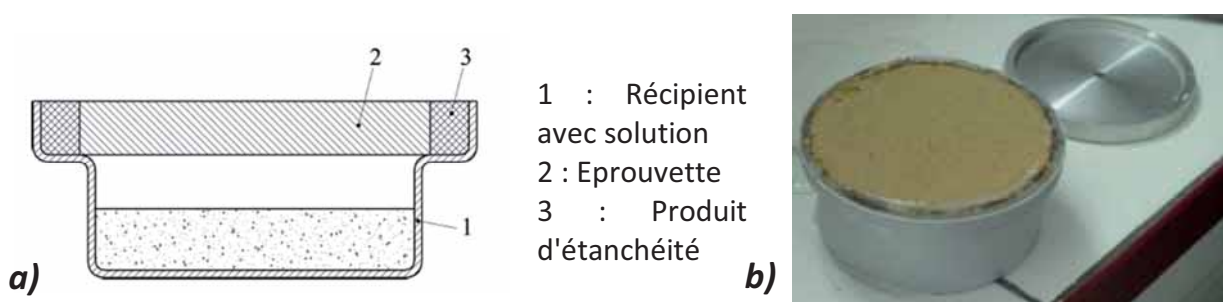 2
3
1
a)
1 : Récipient
avec solution
2 : Eprouvette
3 : Produit
d'étanchéité
b)